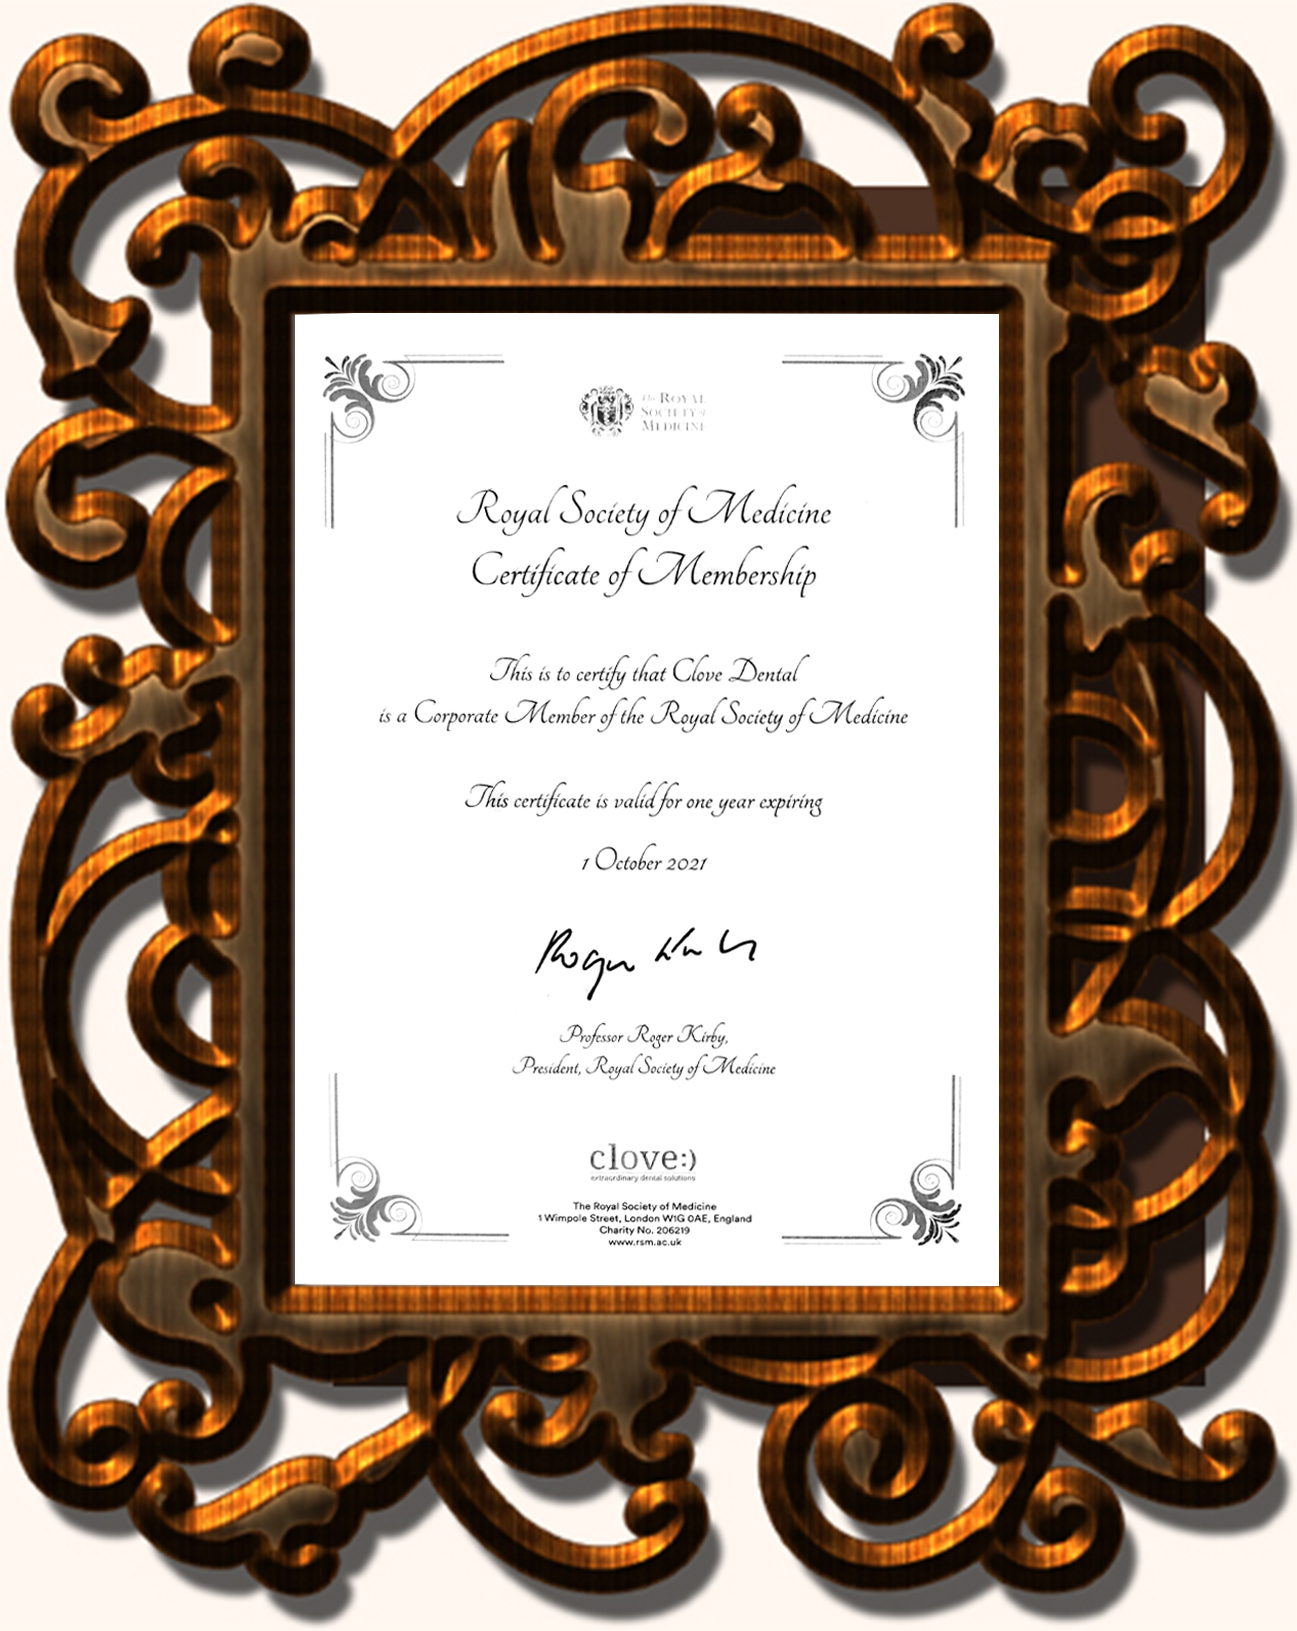 The ROYAL
SOCIETY of
MEDICINE
Royal Society of Medicine
Certificate of Membership
This is to certify that Clove Dental
is a Corporate Member of the Royal Society of Medicine
This certificate is valid for one year expiring
1 October 2021
Roger Kirby
Professor Roger Kirby,
President, Royal Society of Medicine
clove:)
extraordinary dental solutions
The Royal Society of Medicine
1 Wimpole Street, London W1G 0AE, England
Charity No. 206219
www.rsm.ac.uk